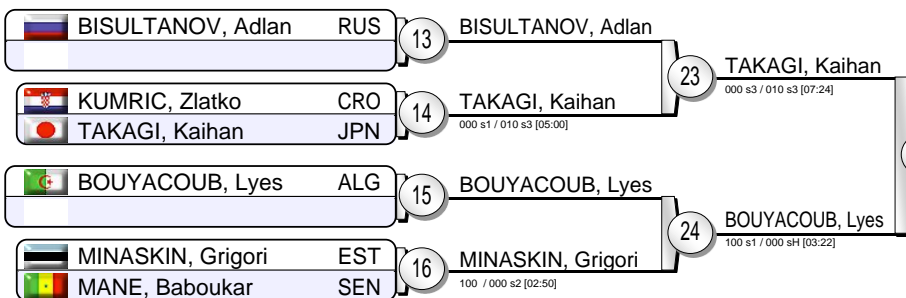 BISULTANOV, Adlan RUS 13 BISULTANOV, Adlan
23 TAKAGI, Kaihan
000 s3 / 010 s3 [07:24]
KUMRIC, Zlatko CRO 14 TAKAGI, Kaihan
TAKAGI, Kaihan JPN 000 s1 / 010 s3 [05:00]
BOUYACOUB, Lyes ALG 15 BOUYACOUB, Lyes
24 BOUYACOUB, Lyes
100 s1 / 000 sH [03:22]
MINASKIN, Grigori EST 16 MINASKIN, Grigori
MANE, Baboukar SEN 100 / 000 s2 [02:50]